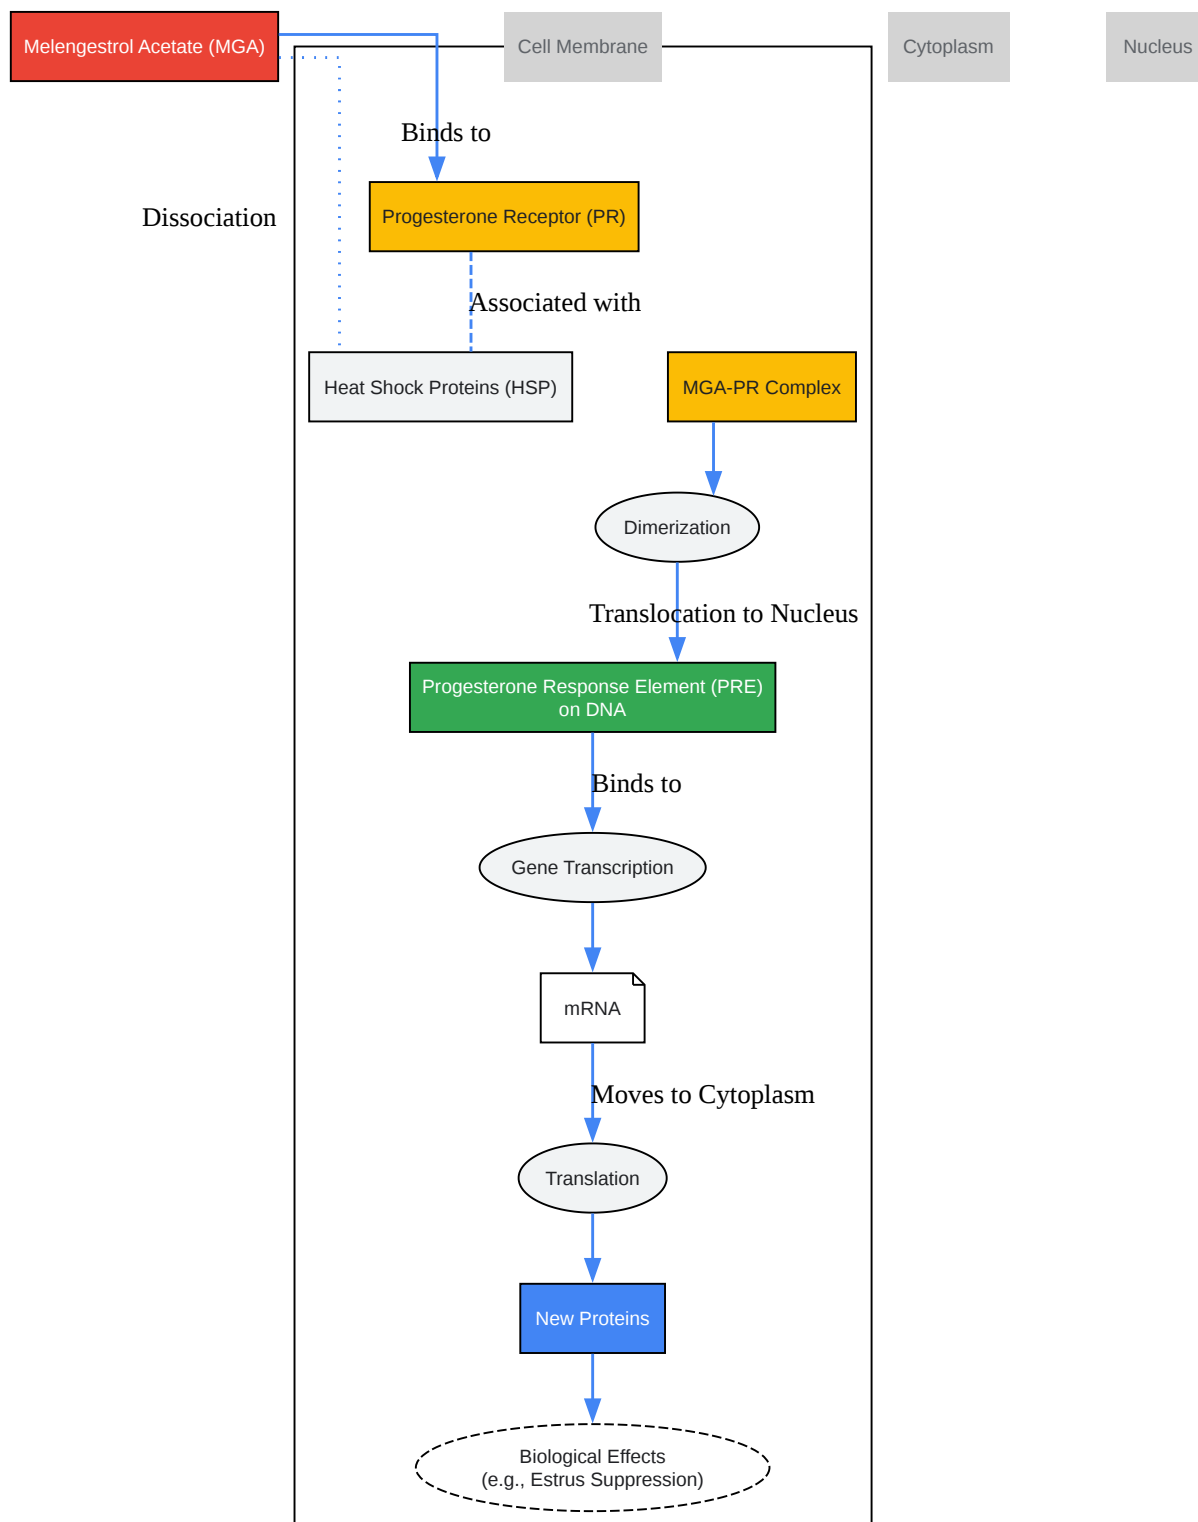 Melengestrol Acetate (MGA)
Cell Membrane
Cytoplasm
Nucleus
Binds to
Dissociation
Progesterone Receptor (PR)
Associated with
Heat Shock Proteins (HSP)
MGA-PR Complex
Dimerization
Translocation to Nucleus
Progesterone Response Element (PRE)
on DNA
Binds to
Gene Transcription
mRNA
Moves to Cytoplasm
Translation
New Proteins
Biological Effects
(e.g., Estrus Suppression)